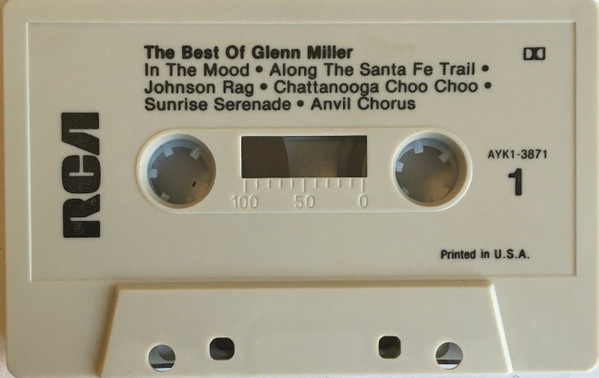 The Best Of Glenn Miller
In The Mood • Along The Santa Fe Trail •
Johnson Rag • Chattanooga Choo Choo •
Sunrise Serenade • Anvil Chorus
RCA
AYK1-3871
1
100 50 0
Printed in U.S.A.